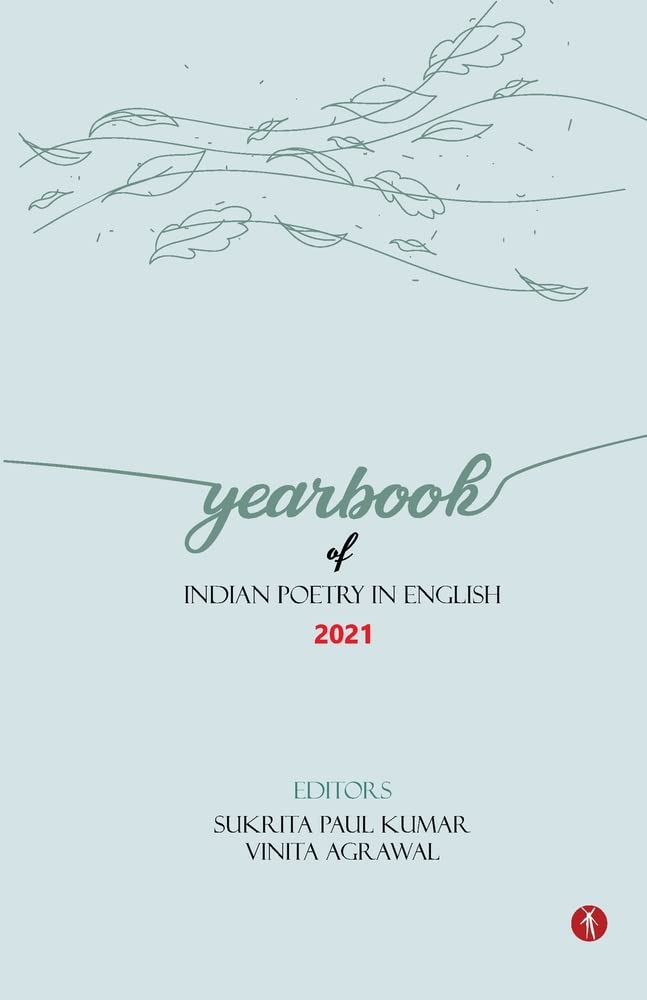 yearbook
of
INDIAN POETRY IN ENGLISH
2021
EDITORS
SUKRITA PAUL KUMAR
VINITA AGRAWAL